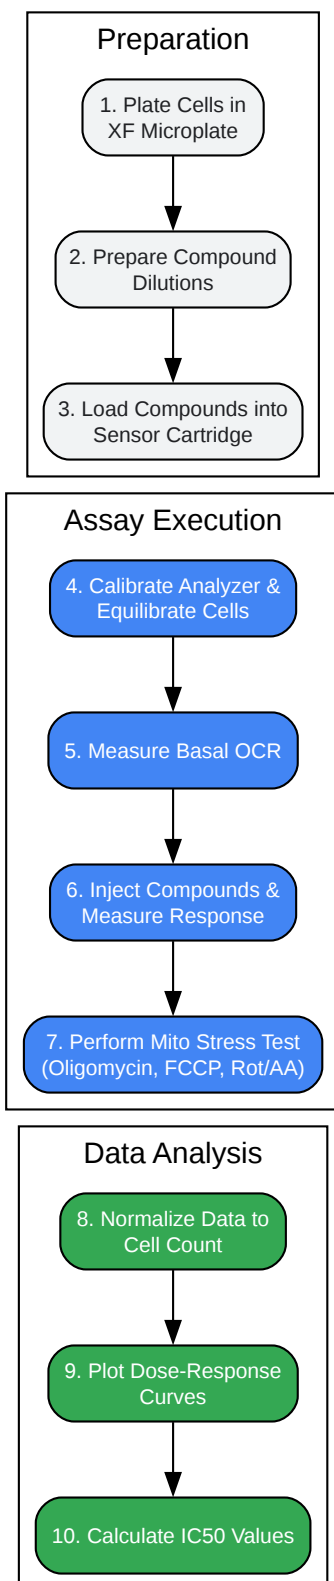 Preparation
1. Plate Cells in
XF Microplate
2. Prepare Compound
Dilutions
3. Load Compounds into
Sensor Cartridge
Assay Execution
4. Calibrate Analyzer &
Equilibrate Cells
5. Measure Basal OCR
6. Inject Compounds &
Measure Response
7. Perform Mito Stress Test
(Oligomycin, FCCP, Rot/AA)
Data Analysis
8. Normalize Data to
Cell Count
9. Plot Dose-Response
Curves
10. Calculate IC50 Values